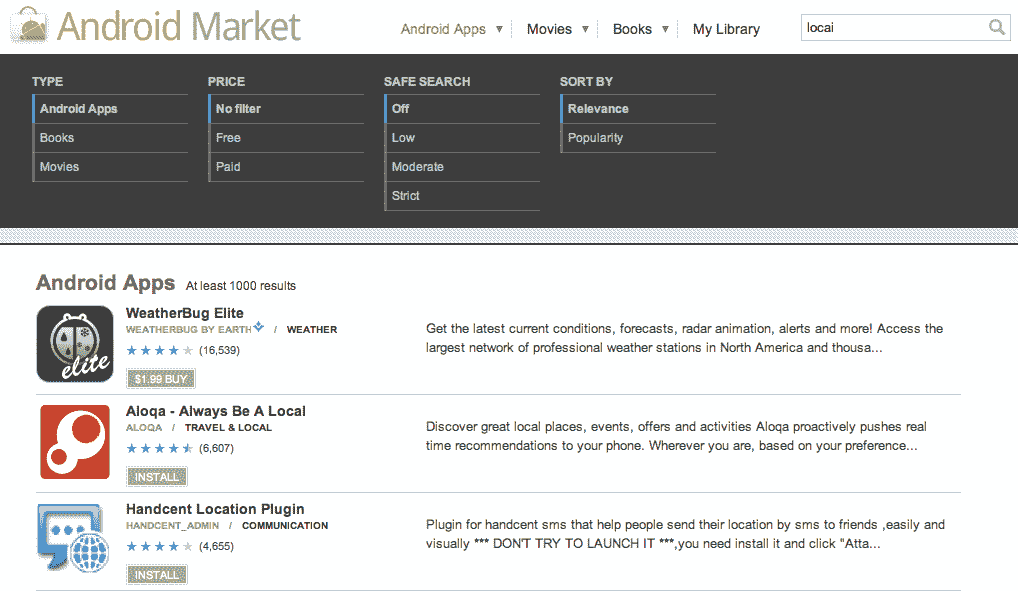 Android Market
Android Apps ▼ Movies ▼ Books ▼ My Library
locai
TYPE
Android Apps
Books
Movies
PRICE
No filter
Free
Paid
SAFE SEARCH
Off
Low
Moderate
Strict
SORT BY
Relevance
Popularity
Android Apps At least 1000 results
elite
WeatherBug Elite
WEATHERBUG BY EARTH / WEATHER
(16,539)
$1.99 BUY
Get the latest current conditions, forecasts, radar animation, alerts and more! Access the
largest network of professional weather stations in North America and thousa...
Aloqa - Always Be A Local
ALOQA / TRAVEL & LOCAL
(6,607)
INSTALL
Discover great local places, events, offers and activities Aloqa proactively pushes real
time recommendations to your phone. Wherever you are, based on your preference...
Handcent Location Plugin
HANDCENT_ADMIN / COMMUNICATION
(4,655)
INSTALL
Plugin for handcent sms that help people send their location by sms to friends ,easily and
visually *** DON'T TRY TO LAUNCH IT ***,you need install it and click "Atta...